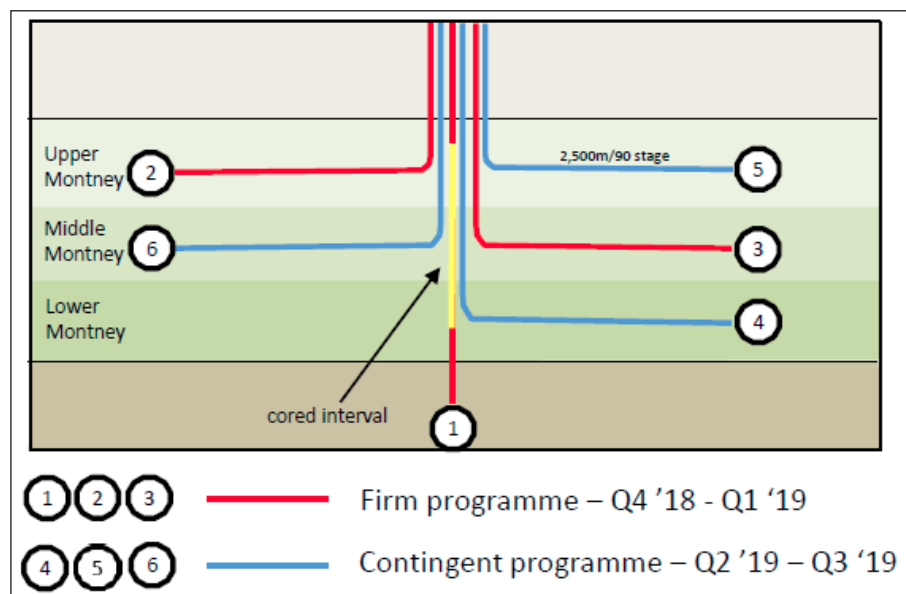 Upper
Montney
2
2,500m/90 stage
5
Middle
Montney
6
3
Lower
Montney
4
cored interval
1
1 2 3 Firm programme – Q4 ’18 - Q1 ‘19
4 5 6 Contingent programme – Q2 ’19 – Q3 ‘19